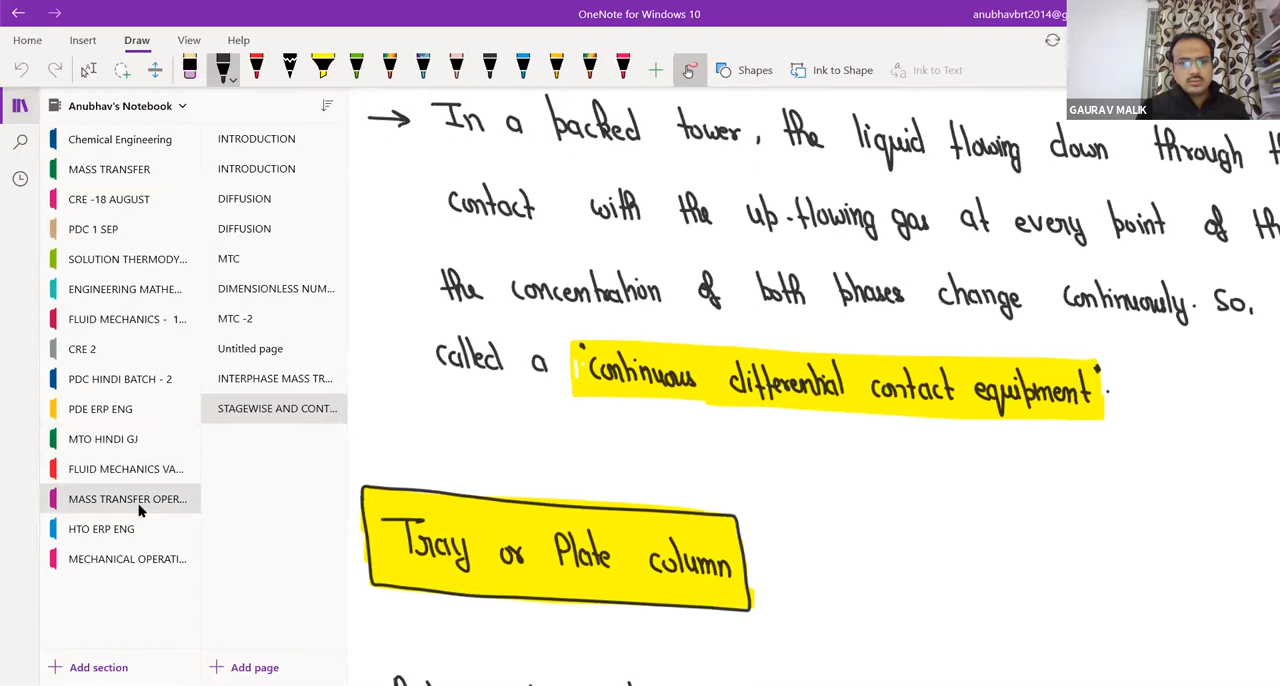 OneNote for Windows 10
anubhavbrt2014@g
Home
Insert
Draw
View
Help
Shapes
Ink to Shape
Ink to Text
GAURAV MALIK
Anubhav's Notebook
Chemical Engineering
MASS TRANSFER
CRE -18 AUGUST
PDC 1 SEP
SOLUTION THERMODY...
ENGINEERING MATHE...
FLUID MECHANICS - 1...
CRE 2
PDC HINDI BATCH - 2
PDE ERP ENG
MTO HINDI GJ
FLUID MECHANICS VA...
MASS TRANSFER OPER...
HTO ERP ENG
MECHANICAL OPERATI...
Add section
INTRODUCTION
INTRODUCTION
DIFFUSION
DIFFUSION
MTC
DIMENSIONLESS NUM...
MTC -2
Untitled page
INTERPHASE MASS TR...
STAGEWISE AND CONT...
Add page
→ In a packed tower, the liquid flowing down through th
contact with the up-flowing gas at every point of th
the concentration of both phases change continuously. So,
called a "continuous differential contact equipment".
Tray or Plate column